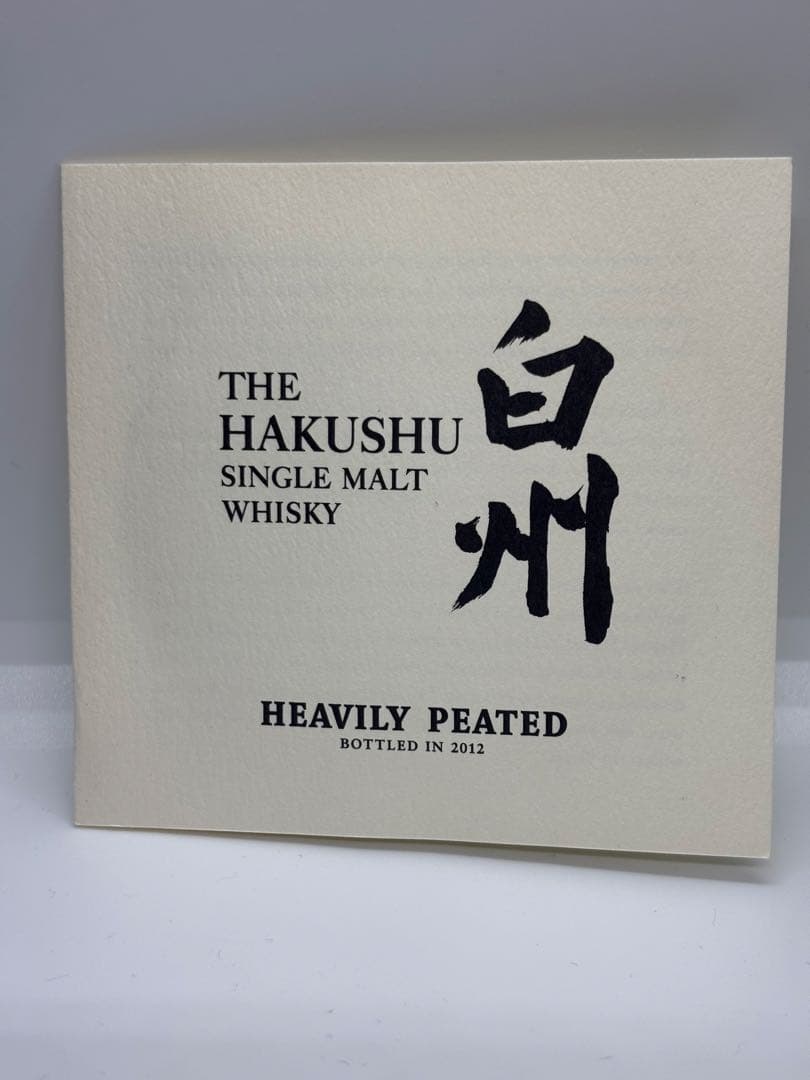 THE
HAKUSHU
SINGLE MALT
WHISKY
白州
HEAVILY PEATED
BOTTLED IN 2012